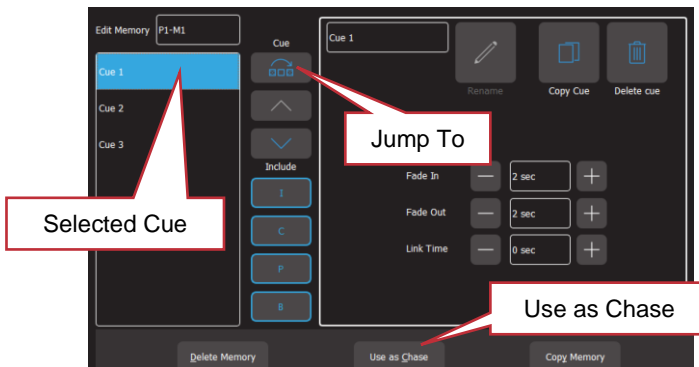 Edit Memory P1-M1
Cue 1
Cue 2
Cue 3
Cue
Include
I
C
P
B
Cue 1
Rename
Copy Cue
Delete cue
Jump To
Fade In 2 sec
Fade Out 2 sec
Link Time 0 sec
Selected Cue
Use as Chase
Delete Memory
Use as Chase
Copy Memory